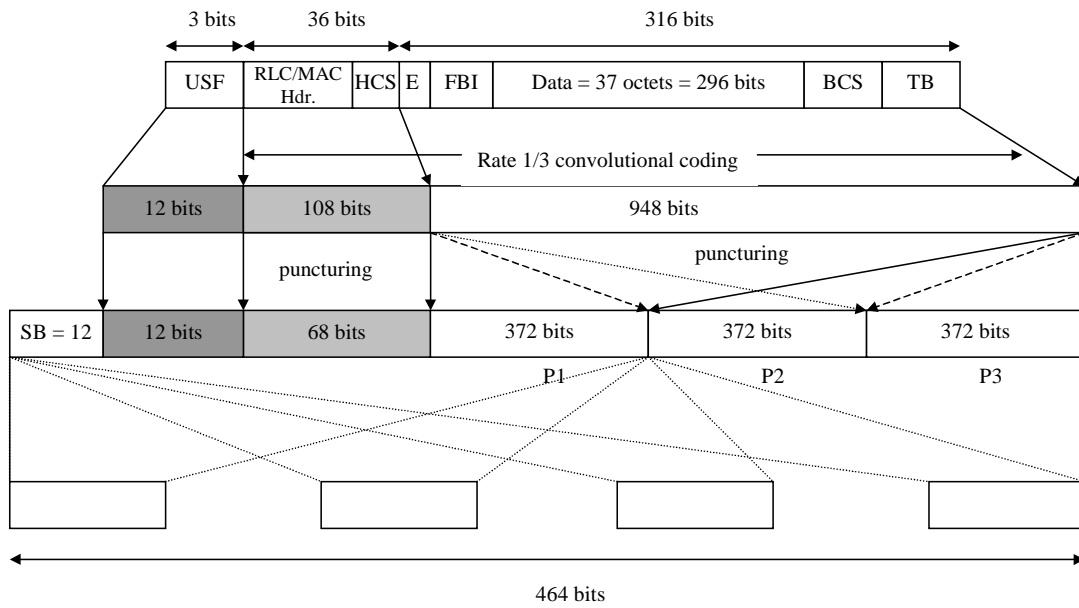 3 bits 36 bits 316 bits
USF RLC/MAC Hdr. HCS E FBI Data = 37 octets = 296 bits BCS TB
Rate 1/3 convolutional coding
12 bits 108 bits 948 bits
puncturing puncturing
SB = 12 12 bits 68 bits 372 bits 372 bits 372 bits
P1 P2 P3
464 bits